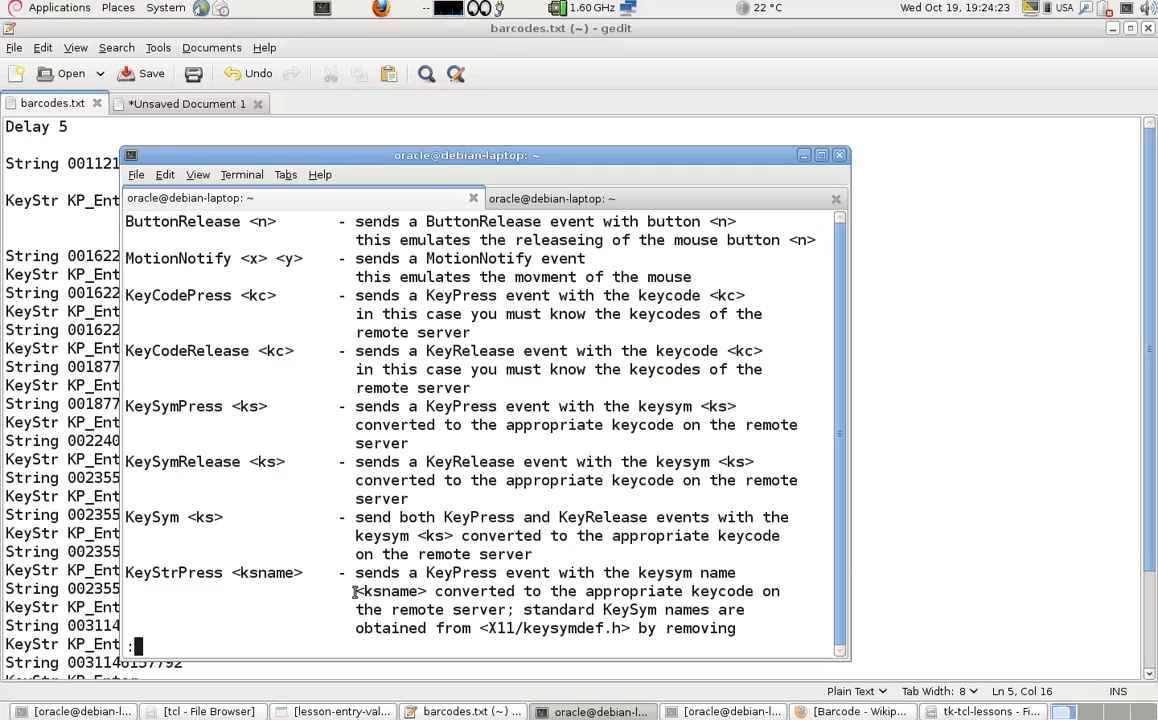 Applications Places System -- 1.60 GHz 22 °C Wed Oct 19, 19:24:23 USA
barcodes.txt (~) - gedit
File Edit View Search Tools Documents Help
Open Save Undo
barcodes.txt *Unsaved Document 1
Delay 5
String 001121
KeyStr KP_Ent
String 001622
KeyStr KP_Ent
String 001622
KeyStr KP_Ent
String 001622
KeyStr KP_Ent
String 001877
KeyStr KP_Ent
String 001877
KeyStr KP_Ent
String 002240
KeyStr KP_Ent
String 002355
KeyStr KP_Ent
String 002355
KeyStr KP_Ent
String 002355
KeyStr KP_Ent
String 002355
KeyStr KP_Ent
String 003114
KeyStr KP_Ent
String 0031146137792
KeyStr KP_Enter
oracle@debian-laptop: ~
File Edit View Terminal Tabs Help
oracle@debian-laptop: ~ oracle@debian-laptop: ~
ButtonRelease <n> - sends a ButtonRelease event with button <n>
this emulates the releaseing of the mouse button <n>
MotionNotify <x> <y> - sends a MotionNotify event
this emulates the movment of the mouse
KeyCodePress <kc> - sends a KeyPress event with the keycode <kc>
in this case you must know the keycodes of the
remote server
KeyCodeRelease <kc> - sends a KeyRelease event with the keycode <kc>
in this case you must know the keycodes of the
remote server
KeySymPress <ks> - sends a KeyPress event with the keysym <ks>
converted to the appropriate keycode on the remote
server
KeySymRelease <ks> - sends a KeyRelease event with the keysym <ks>
converted to the appropriate keycode on the remote
server
KeySym <ks> - send both KeyPress and KeyRelease events with the
keysym <ks> converted to the appropriate keycode
on the remote server
KeyStrPress <ksname> - sends a KeyPress event with the keysym name
<ksname> converted to the appropriate keycode on
the remote server; standard KeySym names are
obtained from <X11/keysymdef.h> by removing
:
Plain Text Tab Width: 8 Ln 5, Col 16 INS
[oracle@debian-l... [tcl - File Browser] [lesson-entry-val... barcodes.txt (~) ... oracle@debian-l... [oracle@debian-l... [Barcode - Wikip... tk-tcl-lessons - Fi...